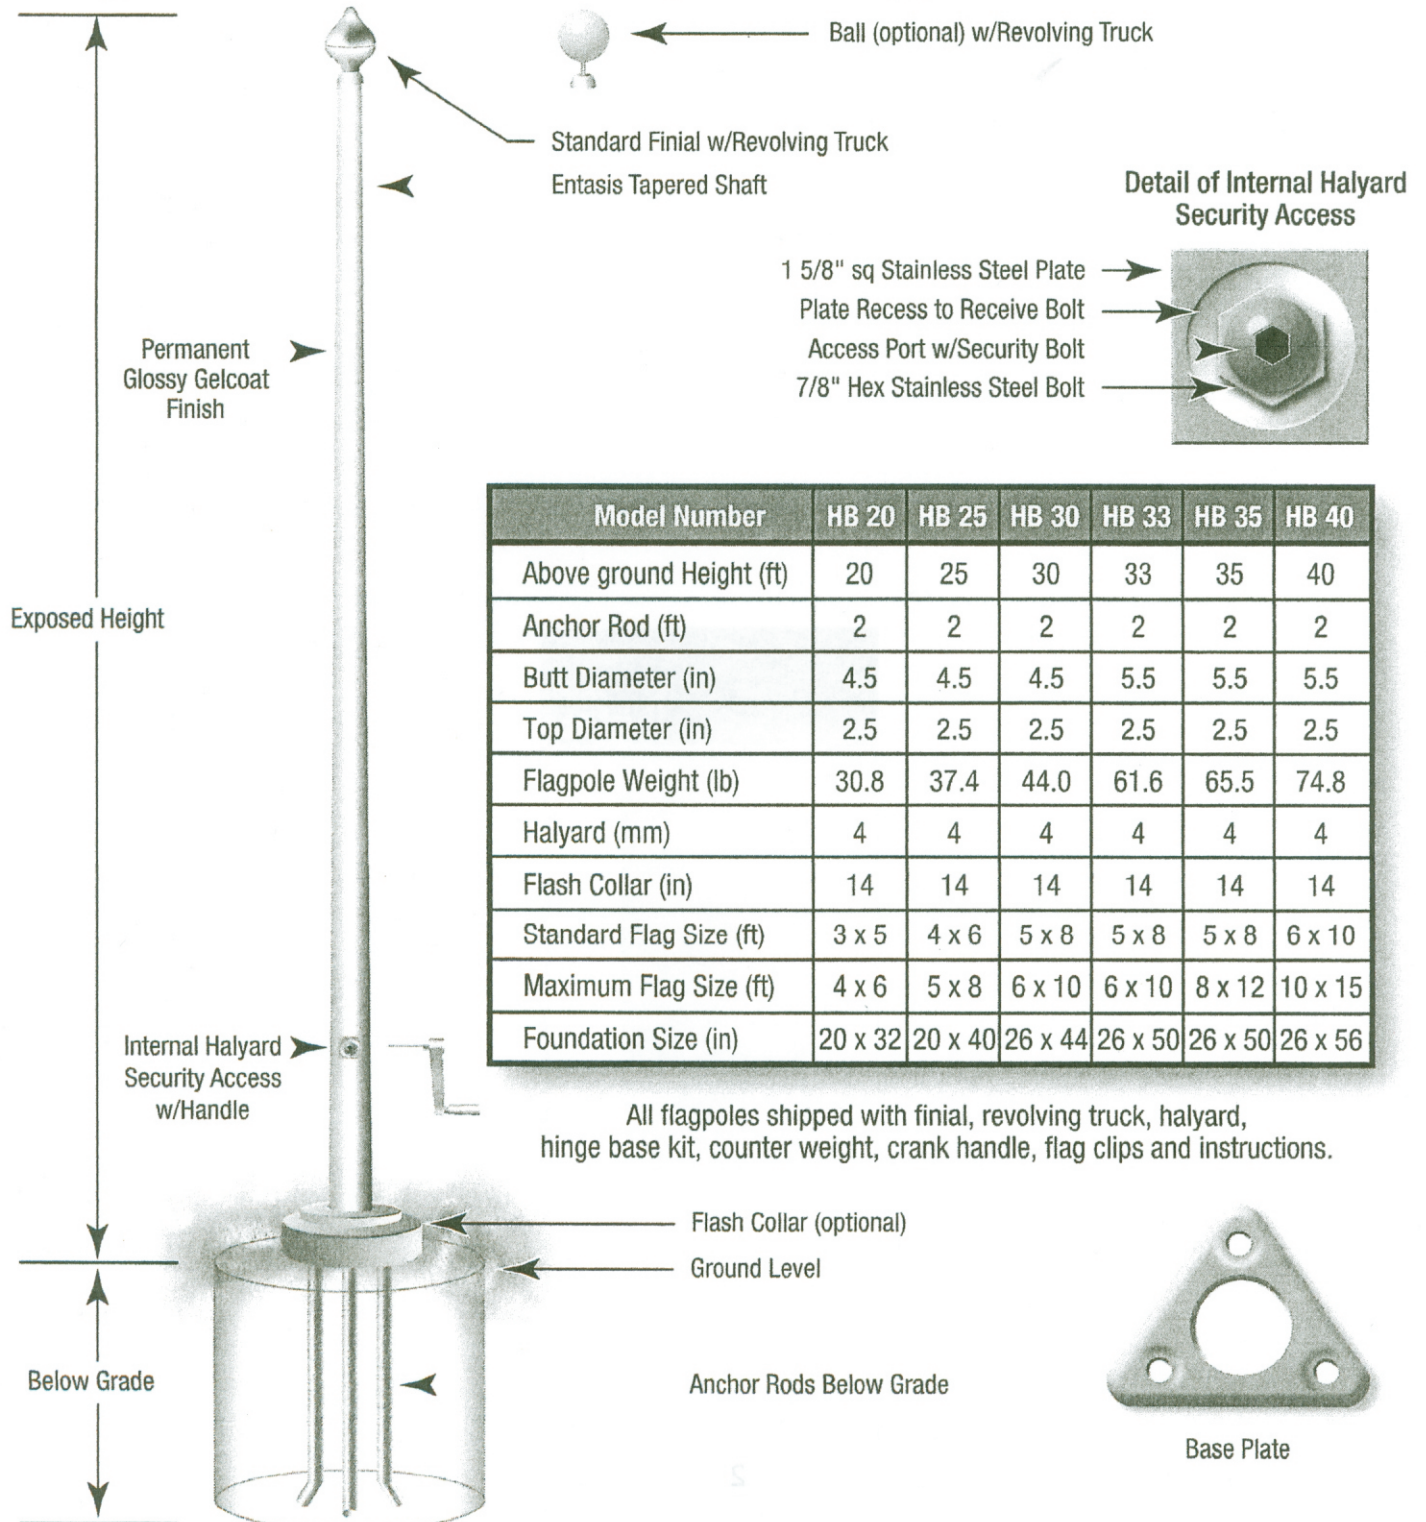 Ball (optional) w/Revolving Truck
Standard Finial w/Revolving Truck
Entasis Tapered Shaft
Detail of Internal Halyard
Security Access
1 5/8" sq Stainless Steel Plate
Plate Recess to Receive Bolt
Access Port w/Security Bolt
7/8" Hex Stainless Steel Bolt
Permanent
Glossy Gelcoat
Finish
Exposed Height
Model Number HB 20 HB 25 HB 30 HB 33 HB 35 HB 40
Above ground Height (ft) 20 25 30 33 35 40
Anchor Rod (ft) 2 2 2 2 2 2
Butt Diameter (in) 4.5 4.5 4.5 5.5 5.5 5.5
Top Diameter (in) 2.5 2.5 2.5 2.5 2.5 2.5
Flagpole Weight (lb) 30.8 37.4 44.0 61.6 65.5 74.8
Halyard (mm) 4 4 4 4 4 4
Flash Collar (in) 14 14 14 14 14 14
Standard Flag Size (ft) 3 x 5 4 x 6 5 x 8 5 x 8 5 x 8 6 x 10
Maximum Flag Size (ft) 4 x 6 5 x 8 6 x 10 6 x 10 8 x 12 10 x 15
Foundation Size (in) 20 x 32 20 x 40 26 x 44 26 x 50 26 x 50 26 x 56
Internal Halyard
Security Access
w/Handle
All flagpoles shipped with finial, revolving truck, halyard,
hinge base kit, counter weight, crank handle, flag clips and instructions.
Flash Collar (optional)
Ground Level
Below Grade
Anchor Rods Below Grade
Base Plate